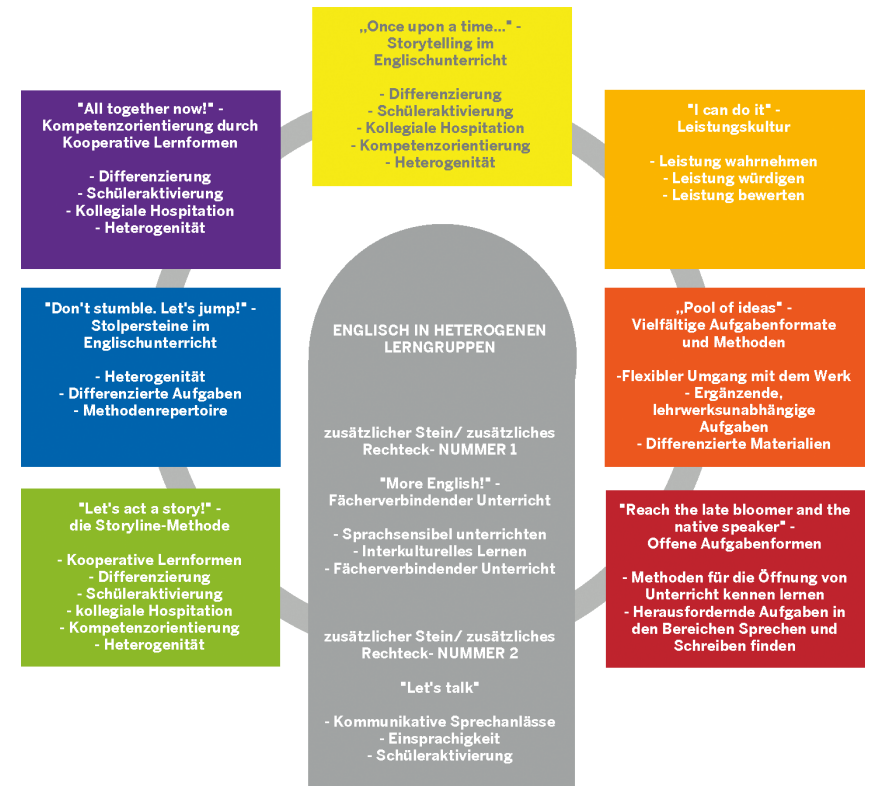 „Once upon a time..." -
Storytelling im
Englischunterricht
- Differenzierung
- Schüleraktivierung
- Kollegiale Hospitation
- Kompetenzorientierung
- Heterogenität
"All together now!" -
Kompetenzorientierung durch
Kooperative Lernformen
- Differenzierung
- Schüleraktivierung
- Kollegiale Hospitation
- Heterogenität
"I can do it" -
Leistungskultur
- Leistung wahrnehmen
- Leistung würdigen
- Leistung bewerten
"Don't stumble. Let's jump!" -
Stolpersteine im
Englischunterricht
- Heterogenität
- Differenzierte Aufgaben
- Methodenrepertoire
ENGLISCH IN HETEROGENEN
LERNGRUPPEN
„Pool of ideas" -
Vielfältige Aufgabenformate
und Methoden
-Flexibler Umgang mit dem Werk
- Ergänzende,
lehrwerksunabhängige
Aufgaben
- Differenzierte Materialien
zusätzlicher Stein/ zusätzliches
Rechteck- NUMMER 1
"More English!" -
Fächerverbindender Unterricht
- Sprachsensibel unterrichten
- Interkulturelles Lernen
- Fächerverbindender Unterricht
"Let's act a story!" -
die Storyline-Methode
- Kooperative Lernformen
- Differenzierung
- Schüleraktivierung
- kollegiale Hospitation
- Kompetenzorientierung
- Heterogenität
"Reach the late bloomer and the
native speaker" -
Offene Aufgabenformen
- Methoden für die Öffnung von
Unterricht kennen lernen
- Herausfordernde Aufgaben in
den Bereichen Sprechen und
Schreiben finden
zusätzlicher Stein/ zusätzliches
Rechteck- NUMMER 2
"Let's talk"
- Kommunikative Sprechanlässe
- Einsprachigkeit
- Schüleraktivierung